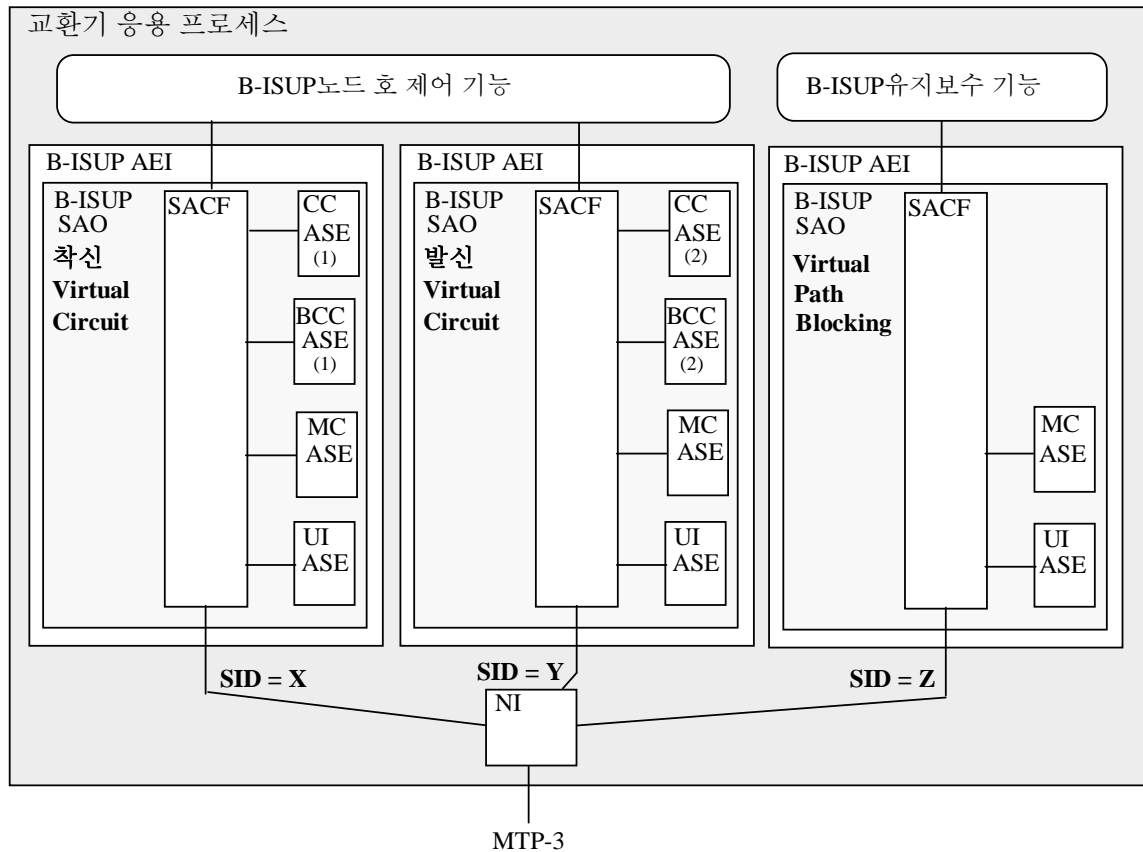 교환기 응용 프로세스
B-ISUP노드 호 제어 기능
B-ISUP유지보수 기능
B-ISUP AEI
B-ISUP
SAO
착신
Virtual
Circuit
SACF
CC
ASE
(1)
BCC
ASE
(1)
MC
ASE
UI
ASE
B-ISUP AEI
B-ISUP
SAO
발신
Virtual
Circuit
SACF
CC
ASE
(2)
BCC
ASE
(2)
MC
ASE
UI
ASE
B-ISUP AEI
B-ISUP
SAO
Virtual
Path
Blocking
SACF
MC
ASE
UI
ASE
SID = X
SID = Y
SID = Z
NI
MTP-3